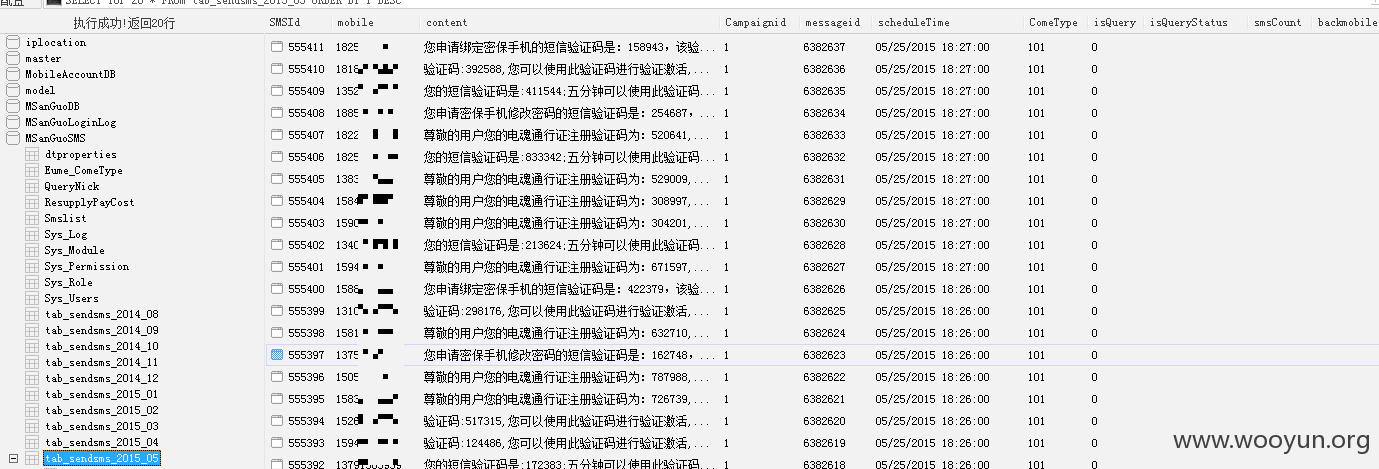 配置 SELECT TOP 20 * FROM tab_sendsms_2015_05 ORDER BY 1 DESC
执行成功!返回20行
iplocation
master
MobileAccountDB
model
MSanGuoDB
MSanGuoLoginLog
MSanGuoSMS
dtproperties
Eume_ComeType
QueryNick
ResupplyPayCost
Smslist
Sys_Log
Sys_Module
Sys_Permission
Sys_Role
Sys_Users
tab_sendsms_2014_08
tab_sendsms_2014_09
tab_sendsms_2014_10
tab_sendsms_2014_11
tab_sendsms_2014_12
tab_sendsms_2015_01
tab_sendsms_2015_02
tab_sendsms_2015_03
tab_sendsms_2015_04
tab_sendsms_2015_05
SMSId mobile content Campaignid messageid scheduleTime ComeType isQuery isQueryStatus smsCount backmobile
555411 1825 您申请绑定密保手机的短信验证码是：158943，该验... 1 6382637 05/25/2015 18:27:00 101 0
555410 1818 验证码:392588,您可以使用此验证码进行验证激活,... 1 6382636 05/25/2015 18:27:00 101 0
555409 1352 您的短信验证码是:411544;五分钟可以使用此验证码... 1 6382635 05/25/2015 18:27:00 101 0
555408 1885 您申请密保手机修改密码的短信验证码是：254687，... 1 6382634 05/25/2015 18:27:00 101 0
555407 1822 尊敬的用户您的电魂通行证注册验证码为：520641,... 1 6382633 05/25/2015 18:27:00 101 0
555406 1825 您的短信验证码是:833342;五分钟可以使用此验证码... 1 6382632 05/25/2015 18:27:00 101 0
555405 1383 尊敬的用户您的电魂通行证注册验证码为：529009,... 1 6382631 05/25/2015 18:27:00 101 0
555404 1584 尊敬的用户您的电魂通行证注册验证码为：308997,... 1 6382629 05/25/2015 18:27:00 101 0
555403 1590 尊敬的用户您的电魂通行证注册验证码为：304201,... 1 6382630 05/25/2015 18:27:00 101 0
555402 1340 您的短信验证码是:213624;五分钟可以使用此验证码... 1 6382628 05/25/2015 18:27:00 101 0
555401 1594 尊敬的用户您的电魂通行证注册验证码为：671597,... 1 6382627 05/25/2015 18:27:00 101 0
555400 1588 您申请绑定密保手机的短信验证码是：422379，该验... 1 6382626 05/25/2015 18:26:00 101 0
555399 1310 验证码:298176,您可以使用此验证码进行验证激活,... 1 6382625 05/25/2015 18:26:00 101 0
555398 1581 尊敬的用户您的电魂通行证注册验证码为：632710,... 1 6382624 05/25/2015 18:26:00 101 0
555397 1375 您申请密保手机修改密码的短信验证码是：162748，... 1 6382623 05/25/2015 18:26:00 101 0
555396 1505 尊敬的用户您的电魂通行证注册验证码为：787988,... 1 6382622 05/25/2015 18:26:00 101 0
555395 1583 尊敬的用户您的电魂通行证注册验证码为：726739,... 1 6382621 05/25/2015 18:26:00 101 0
555394 1526 验证码:517315,您可以使用此验证码进行验证激活,... 1 6382620 05/25/2015 18:26:00 101 0
555393 1594 验证码:124486,您可以使用此验证码进行验证激活,... 1 6382619 05/25/2015 18:26:00 101 0
555392 您的短信验证码是:172383;五分钟可以使用此验证码... 1 6382618 05/25/2015 18:26:00 101 0
www.wooyun.org